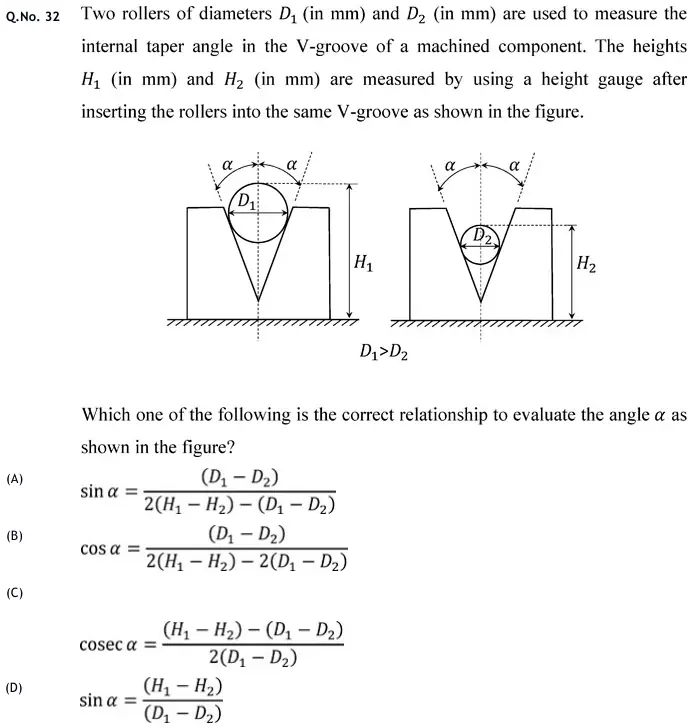 Q.No. 32 Two rollers of diameters D₁ (in mm) and D₂ (in mm) are used to measure the
internal taper angle in the V-groove of a machined component. The heights
H₁ (in mm) and H₂ (in mm) are measured by using a height gauge after
inserting the rollers into the same V-groove as shown in the figure.
α α α α
D₁ D₂
H₁ H₂
D₁>D₂
Which one of the following is the correct relationship to evaluate the angle α as
shown in the figure?
(A) sin α = (D₁ − D₂) / 2(H₁ − H₂) − (D₁ − D₂)
(B) cos α = (D₁ − D₂) / 2(H₁ − H₂) − 2(D₁ − D₂)
(C)
cosec α = (H₁ − H₂) − (D₁ − D₂) / 2(D₁ − D₂)
(D) sin α = (H₁ − H₂) / (D₁ − D₂)